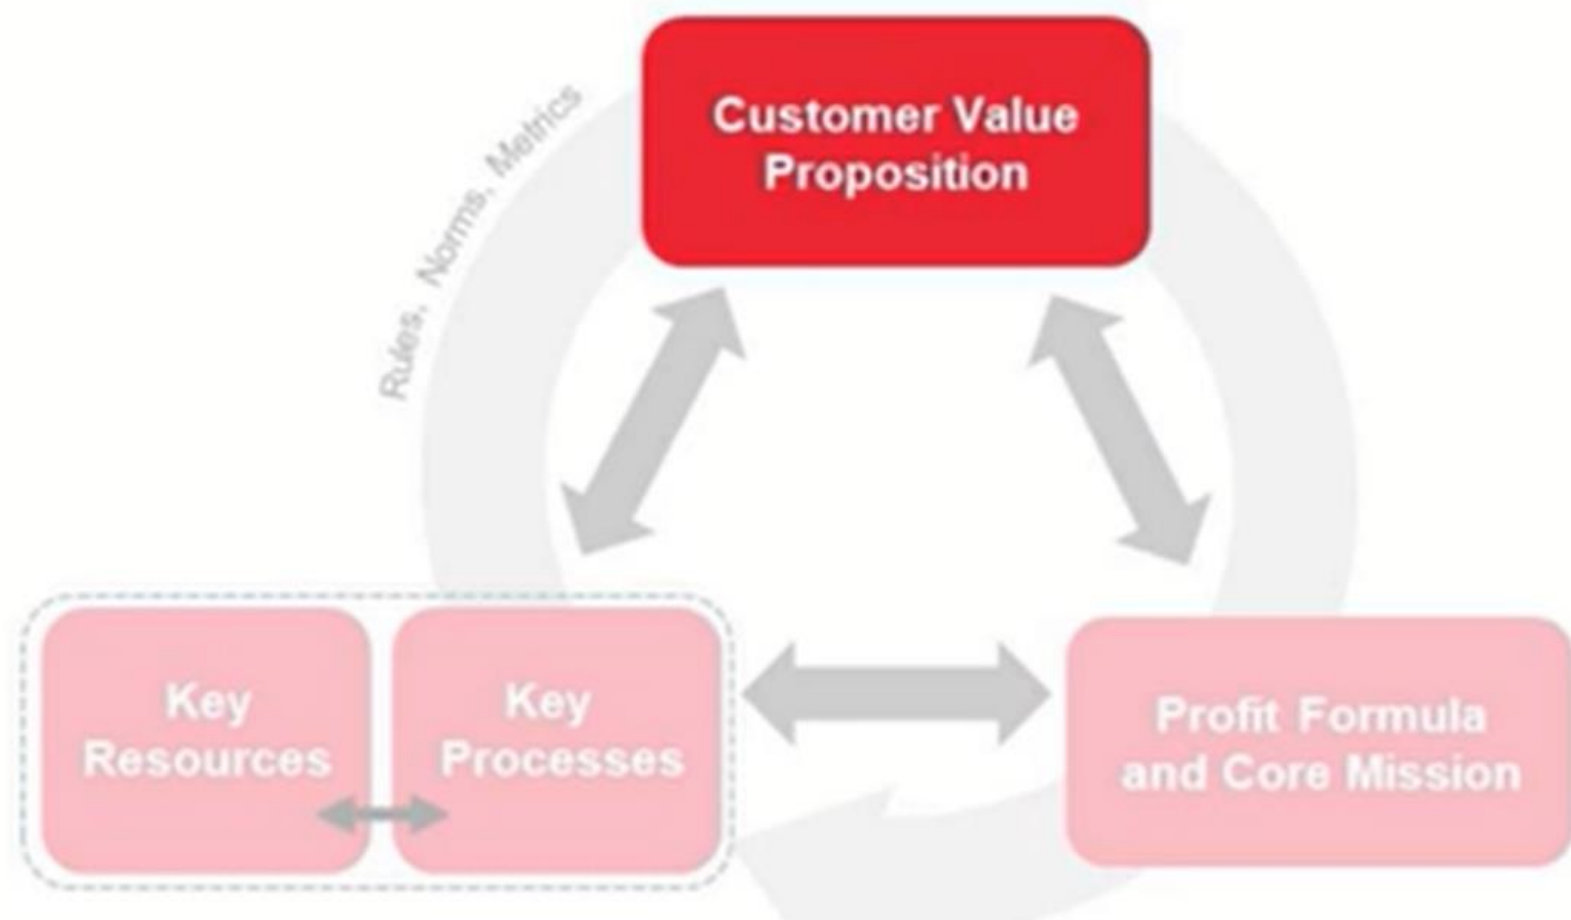 Customer Value
Proposition
Rules, Norms, Metrics
Key
Resources
Key
Processes
Profit Formula
and Core Mission